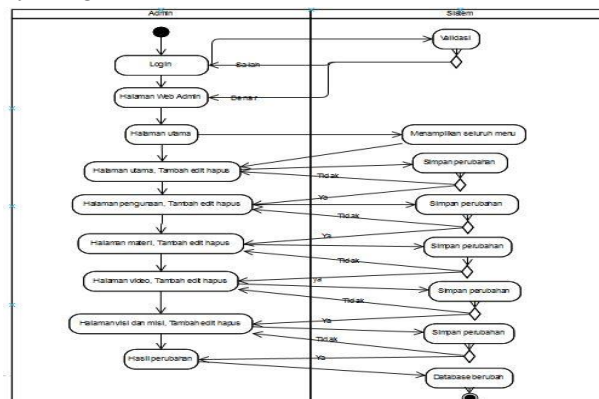 Admin
Sistem
Validasi
Login
Salah
Halaman Web Admin
Benar
Halaman utama
Menampilkan seluruh menu
Halaman utama, Tambah edit hapus
Simpan perubahan
Tidak
Ya
Halaman pengunaan, Tambah edit hapus
Simpan perubahan
Tidak
Ya
Halaman materi, Tambah edit hapus
Simpan perubahan
Tidak
ya
Halaman video, Tambah edit hapus
Simpan perubahan
Tidak
Ya
Halaman visi dan misi, Tambah edit hapus
Simpan perubahan
Tidak
Ya
Hasil perubahan
Database berubah